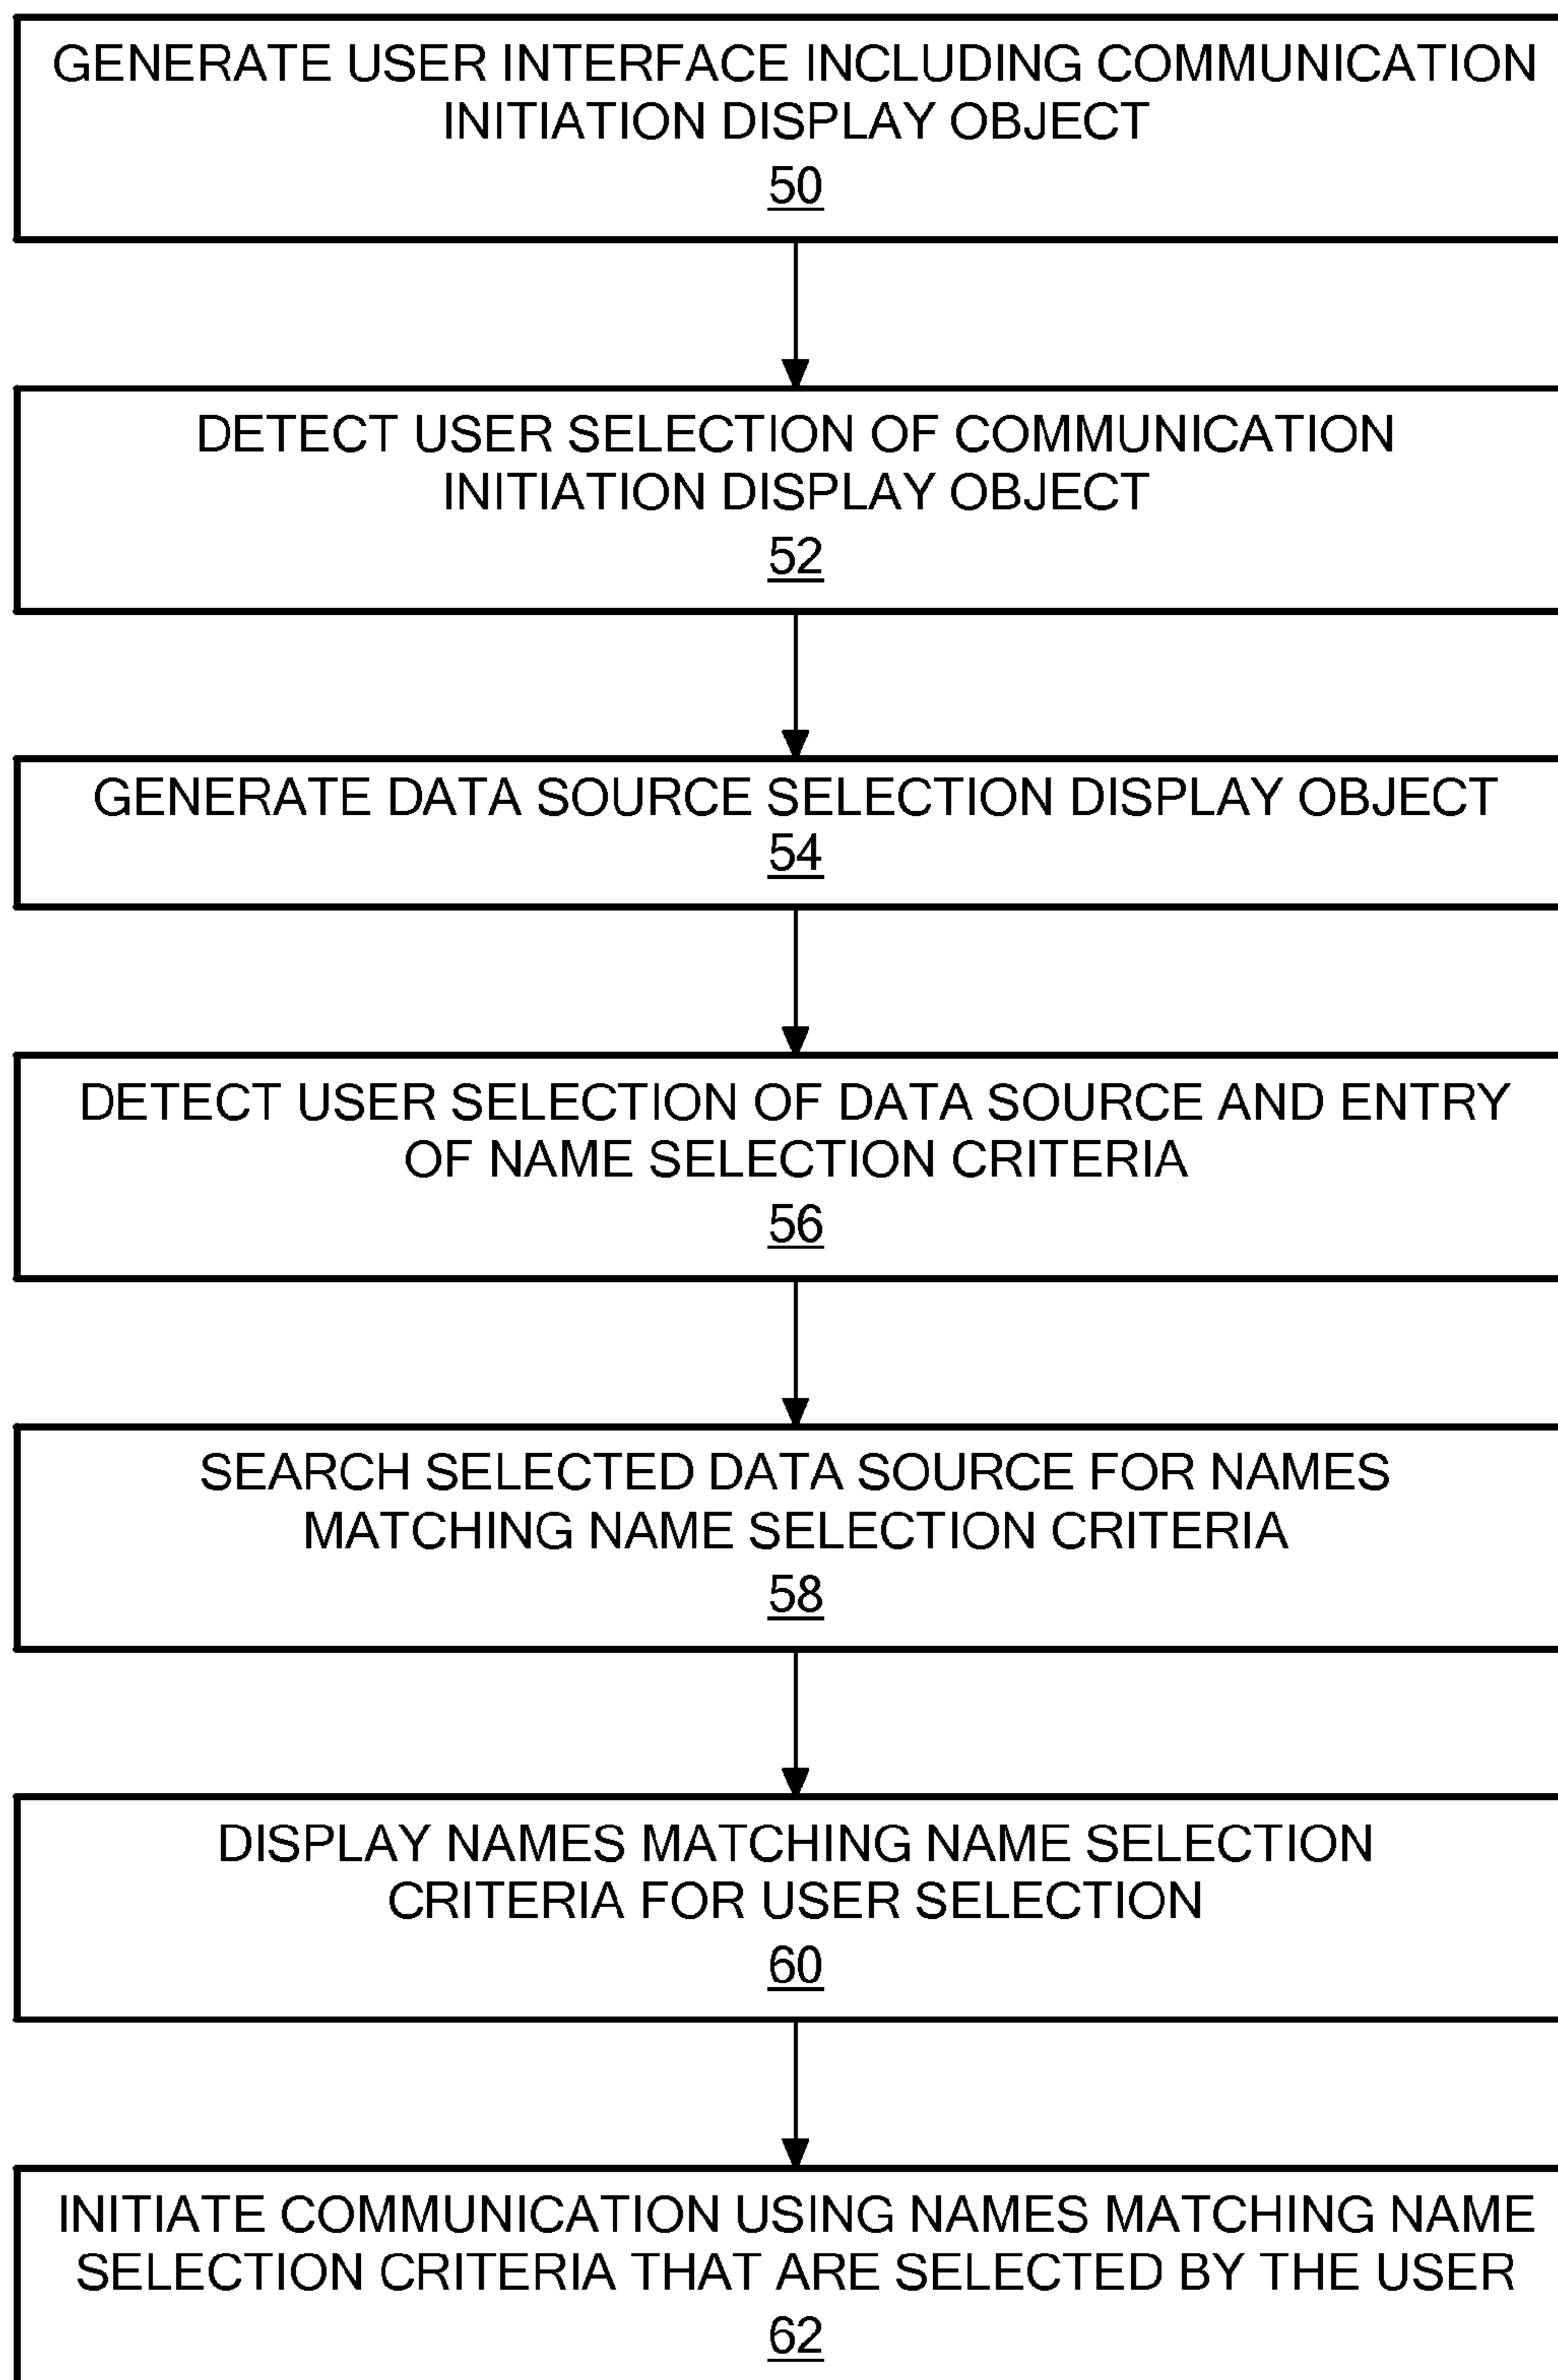 GENERATE USER INTERFACE INCLUDING COMMUNICATION
INITIATION DISPLAY OBJECT
50
DETECT USER SELECTION OF COMMUNICATION
INITIATION DISPLAY OBJECT
52
GENERATE DATA SOURCE SELECTION DISPLAY OBJECT
54
DETECT USER SELECTION OF DATA SOURCE AND ENTRY
OF NAME SELECTION CRITERIA
56
SEARCH SELECTED DATA SOURCE FOR NAMES
MATCHING NAME SELECTION CRITERIA
58
DISPLAY NAMES MATCHING NAME SELECTION
CRITERIA FOR USER SELECTION
60
INITIATE COMMUNICATION USING NAMES MATCHING NAME
SELECTION CRITERIA THAT ARE SELECTED BY THE USER
62